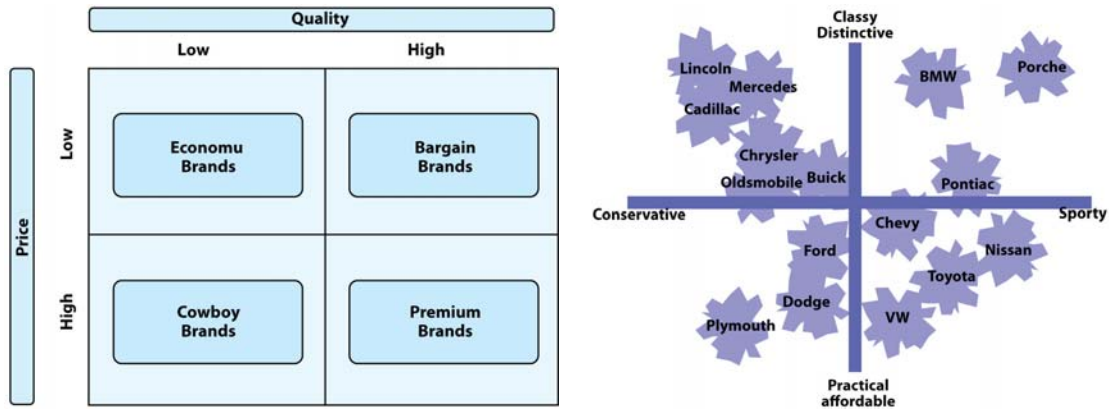 Quality
Low
High
Price
Low
High
Economu
Brands
Bargain
Brands
Cowboy
Brands
Premium
Brands
Classy
Distinctive
Lincoln
Mercedes
Cadillac
BMW
Porche
Chrysler
Oldsmobile
Buick
Pontiac
Conservative
Sporty
Chevy
Ford
Nissan
Toyota
Dodge
VW
Plymouth
Practical
affordable